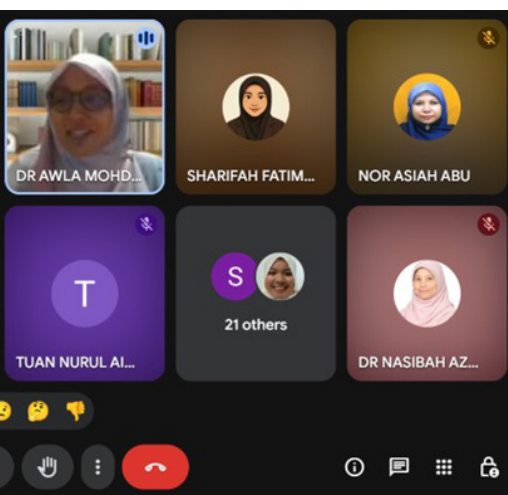 DR AWLA MOHD...
SHARIFAH FATIM...
NOR ASIAH ABU
T
TUAN NURUL AI...
S
21 others
DR NASIBAH AZ...